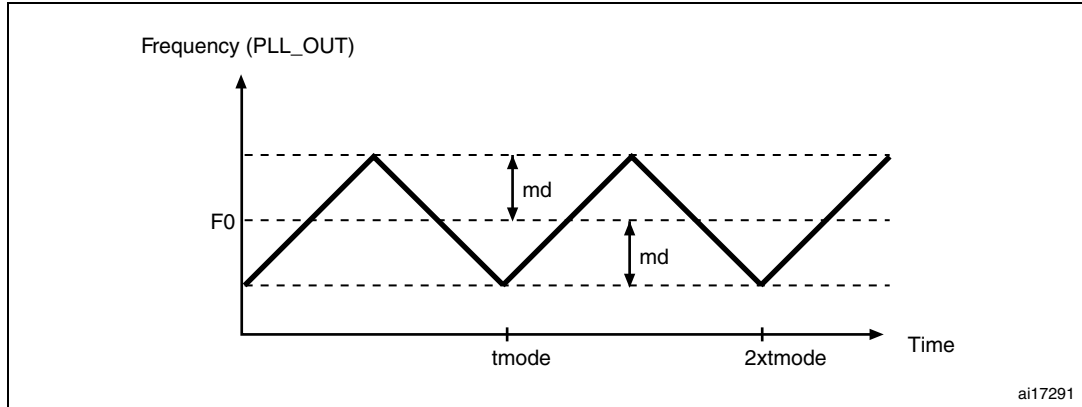 Frequency (PLL_OUT)
md
F0
md
tmode
2xtmode
Time
ai17291